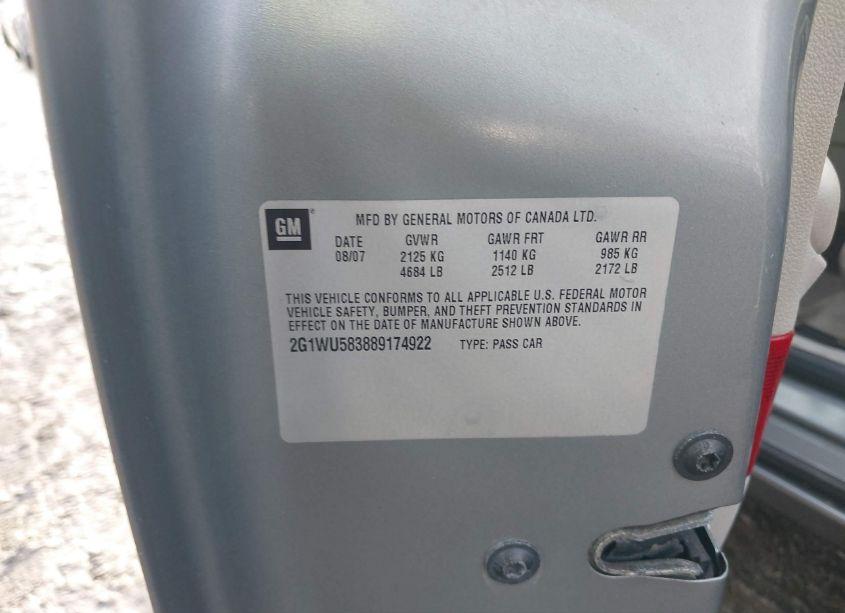 GM® MFD BY GENERAL MOTORS OF CANADA LTD.
DATE GVWR GAWR FRT GAWR RR
08/07 2125 KG 1140 KG 985 KG
4684 LB 2512 LB 2172 LB
THIS VEHICLE CONFORMS TO ALL APPLICABLE U.S. FEDERAL MOTOR
VEHICLE SAFETY, BUMPER, AND THEFT PREVENTION STANDARDS IN
EFFECT ON THE DATE OF MANUFACTURE SHOWN ABOVE.
2G1WU583889174922 TYPE: PASS CAR